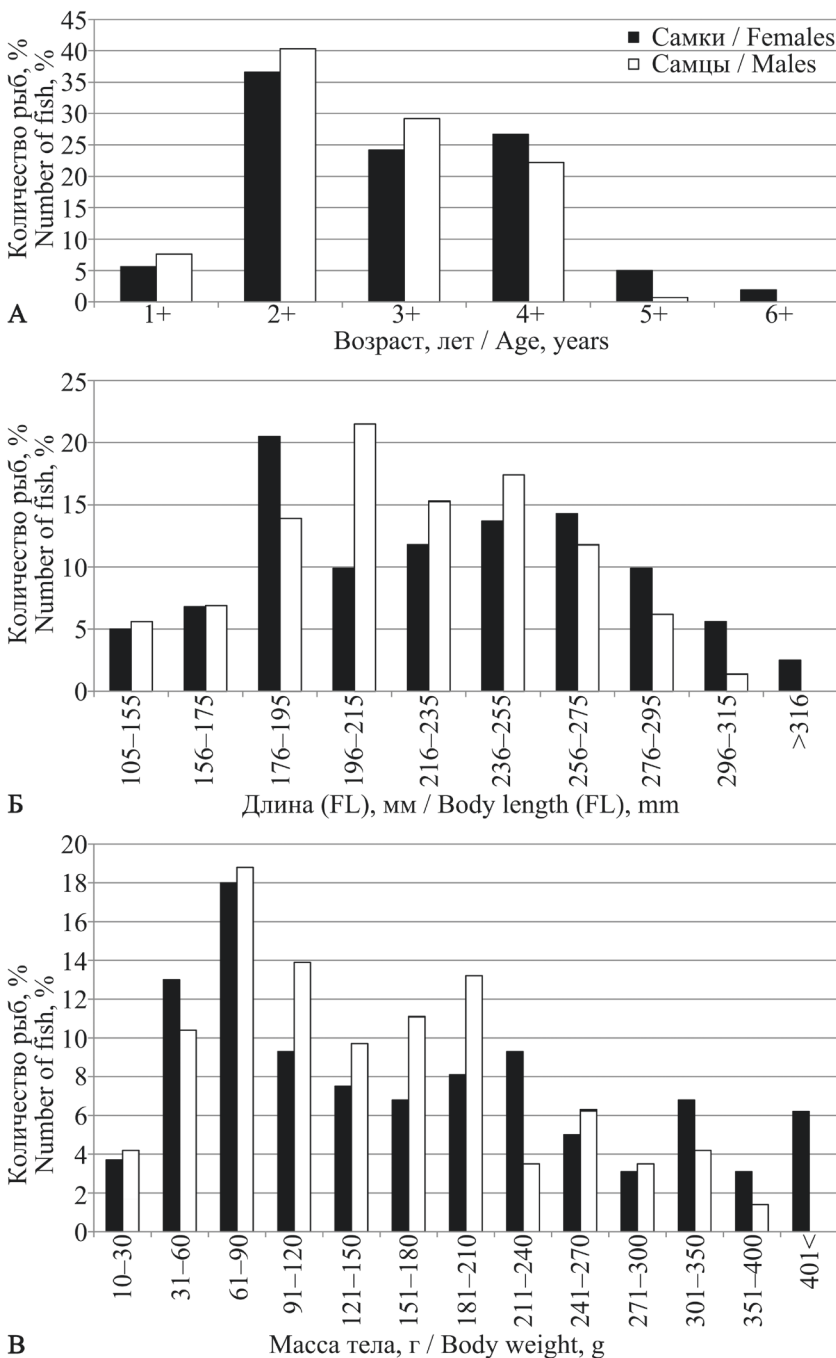 45
40
35
30
25
20
15
10
5
0
Количество рыб, %
Number of fish, %
■ Самки / Females
□ Самцы / Males
1+ 2+ 3+ 4+ 5+ 6+
А
Возраст, лет / Age, years
25
20
15
10
5
0
Количество рыб, %
Number of fish, %
105–155 156–175 176–195 196–215 216–235 236–255 256–275 276–295 296–315 >316
Б
Длина (FL), мм / Body length (FL), mm
20
18
16
14
12
10
8
6
4
2
0
Количество рыб, %
Number of fish, %
10–30 31–60 61–90 91–120 121–150 151–180 181–210 211–240 241–270 271–300 301–350 351–400 401<
В
Масса тела, г / Body weight, g